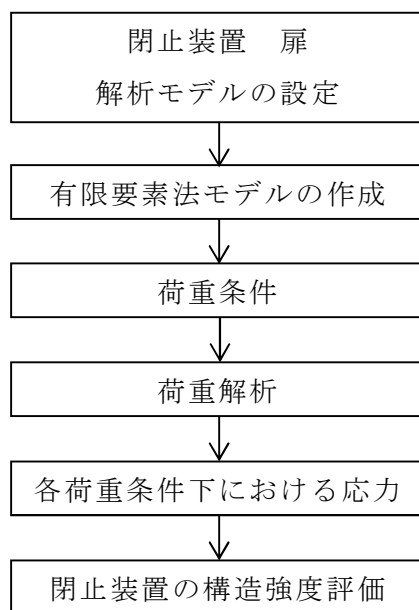 閉止装置　扉
解析モデルの設定
有限要素法モデルの作成
荷重条件
荷重解析
各荷重条件下における応力
閉止装置の構造強度評価